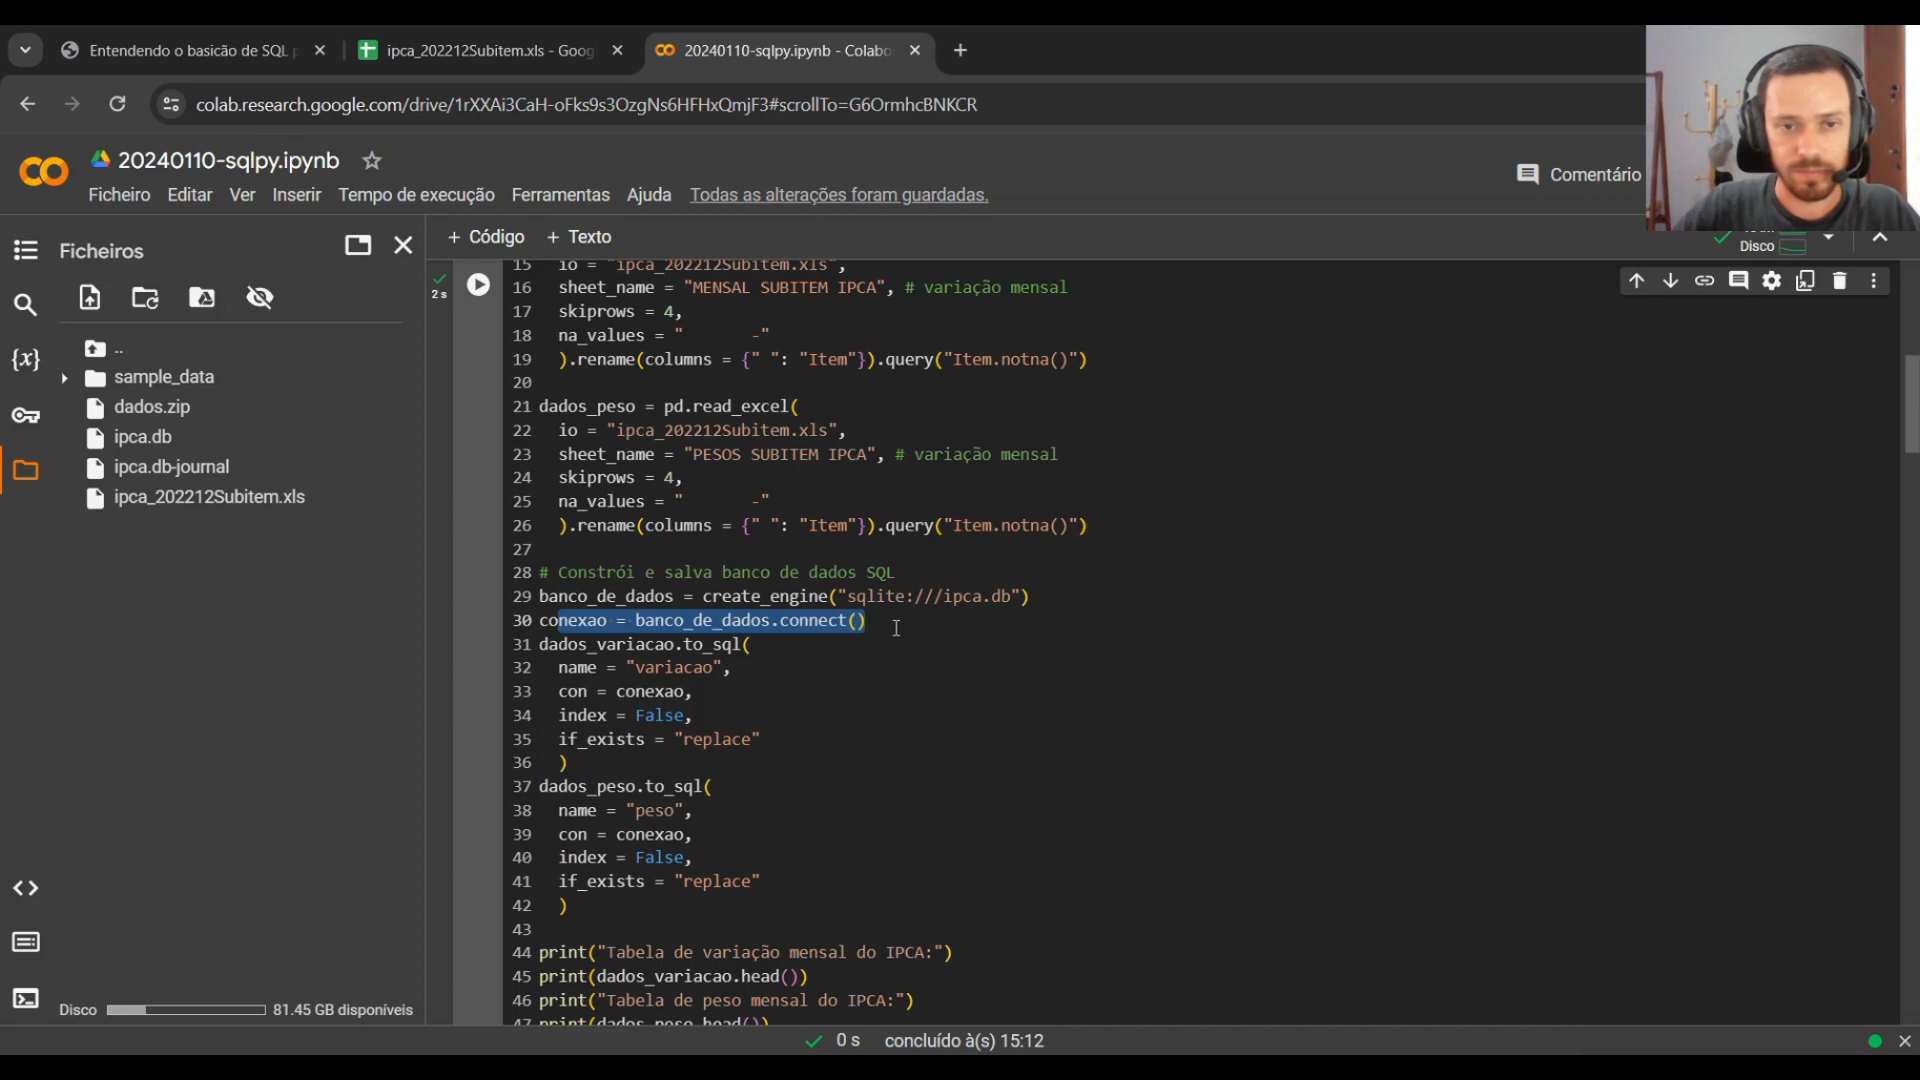 Entendendo o basicão de SQL p
ipca_202212Subitem.xls - Goog
20240110-sqlpy.ipynb - Colabo
colab.research.google.com/drive/1rXXAi3CaH-oFks9s3OzgNs6HFHxQmjF3#scrollTo=G6OrmhcBNKCR
20240110-sqlpy.ipynb
Ficheiro Editar Ver Inserir Tempo de execução Ferramentas Ajuda Todas as alterações foram guardadas.
Comentário
Ficheiros
+ Código + Texto
Disco
..
sample_data
dados.zip
ipca.db
ipca.db-journal
ipca_202212Subitem.xls
Disco 81.45 GB disponíveis
2 s
15 io = "ipca_202212Subitem.xls",
16 sheet_name = "MENSAL SUBITEM IPCA", # variação mensal
17 skiprows = 4,
18 na_values = "       -"
19 ).rename(columns = {" ": "Item"}).query("Item.notna()")
20
21 dados_peso = pd.read_excel(
22 io = "ipca_202212Subitem.xls",
23 sheet_name = "PESOS SUBITEM IPCA", # variação mensal
24 skiprows = 4,
25 na_values = "       -"
26 ).rename(columns = {" ": "Item"}).query("Item.notna()")
27
28 # Constrói e salva banco de dados SQL
29 banco_de_dados = create_engine("sqlite:///ipca.db")
30 conexao = banco_de_dados.connect()
31 dados_variacao.to_sql(
32 name = "variacao",
33 con = conexao,
34 index = False,
35 if_exists = "replace"
36 )
37 dados_peso.to_sql(
38 name = "peso",
39 con = conexao,
40 index = False,
41 if_exists = "replace"
42 )
43
44 print("Tabela de variação mensal do IPCA:")
45 print(dados_variacao.head())
46 print("Tabela de peso mensal do IPCA:")
47 print(dados_peso.head())
0 s concluído à(s) 15:12